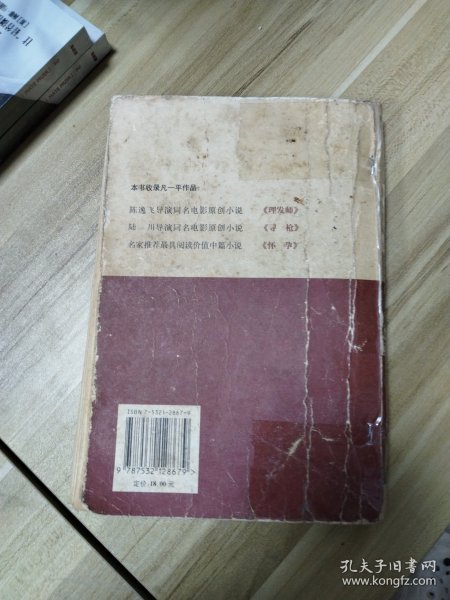 本书收录凡一平作品：
陈逸飞导演同名电影原创小说 《理发师》
陆 川导演同名电影原创小说 《寻 枪》
名家推荐最具阅读价值中篇小说 《怀 孕》
ISBN 7-5321-2867-9
9 787532 128679 >
定价 18.00元
孔夫子旧书网
www.kongfz.com